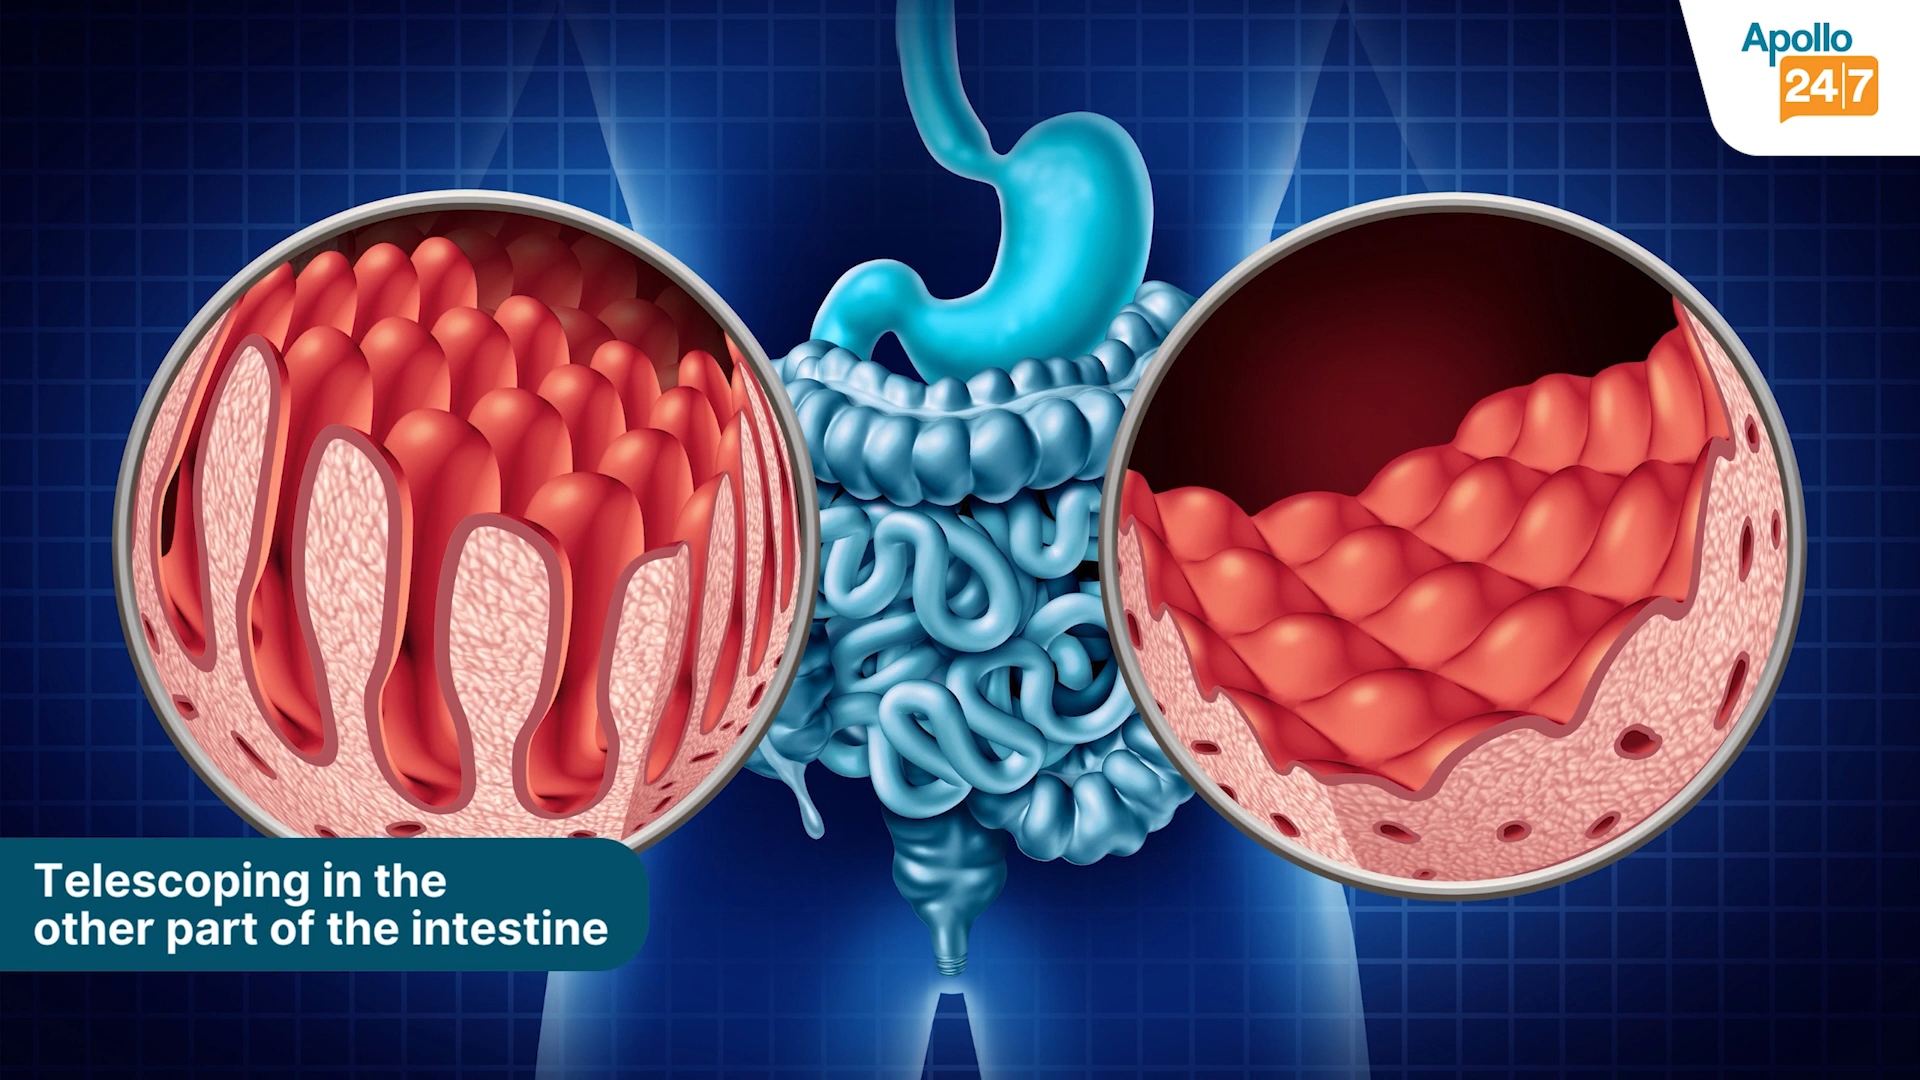 Apollo
24|7
Telescoping in the
other part of the intestine